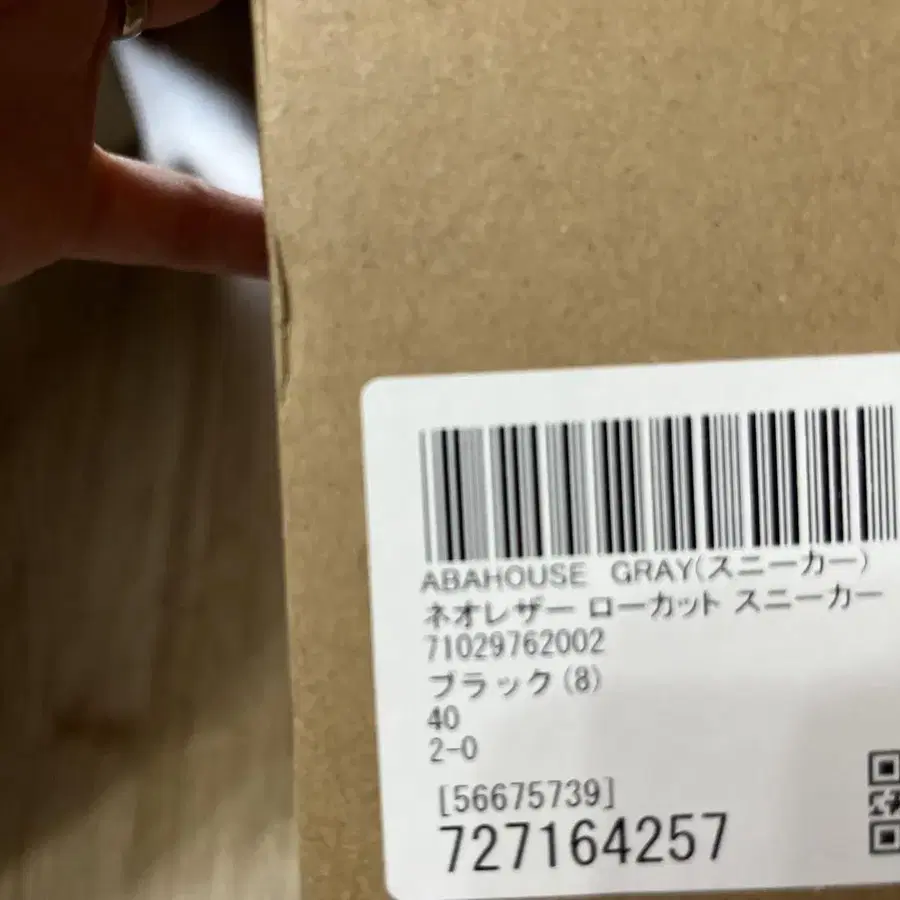 ABAHOUSE GRAY(スニーカー)
ネオレザー ローカット スニーカー
71029762002
ブラック(8)
40
2-0
[56675739]
727164257